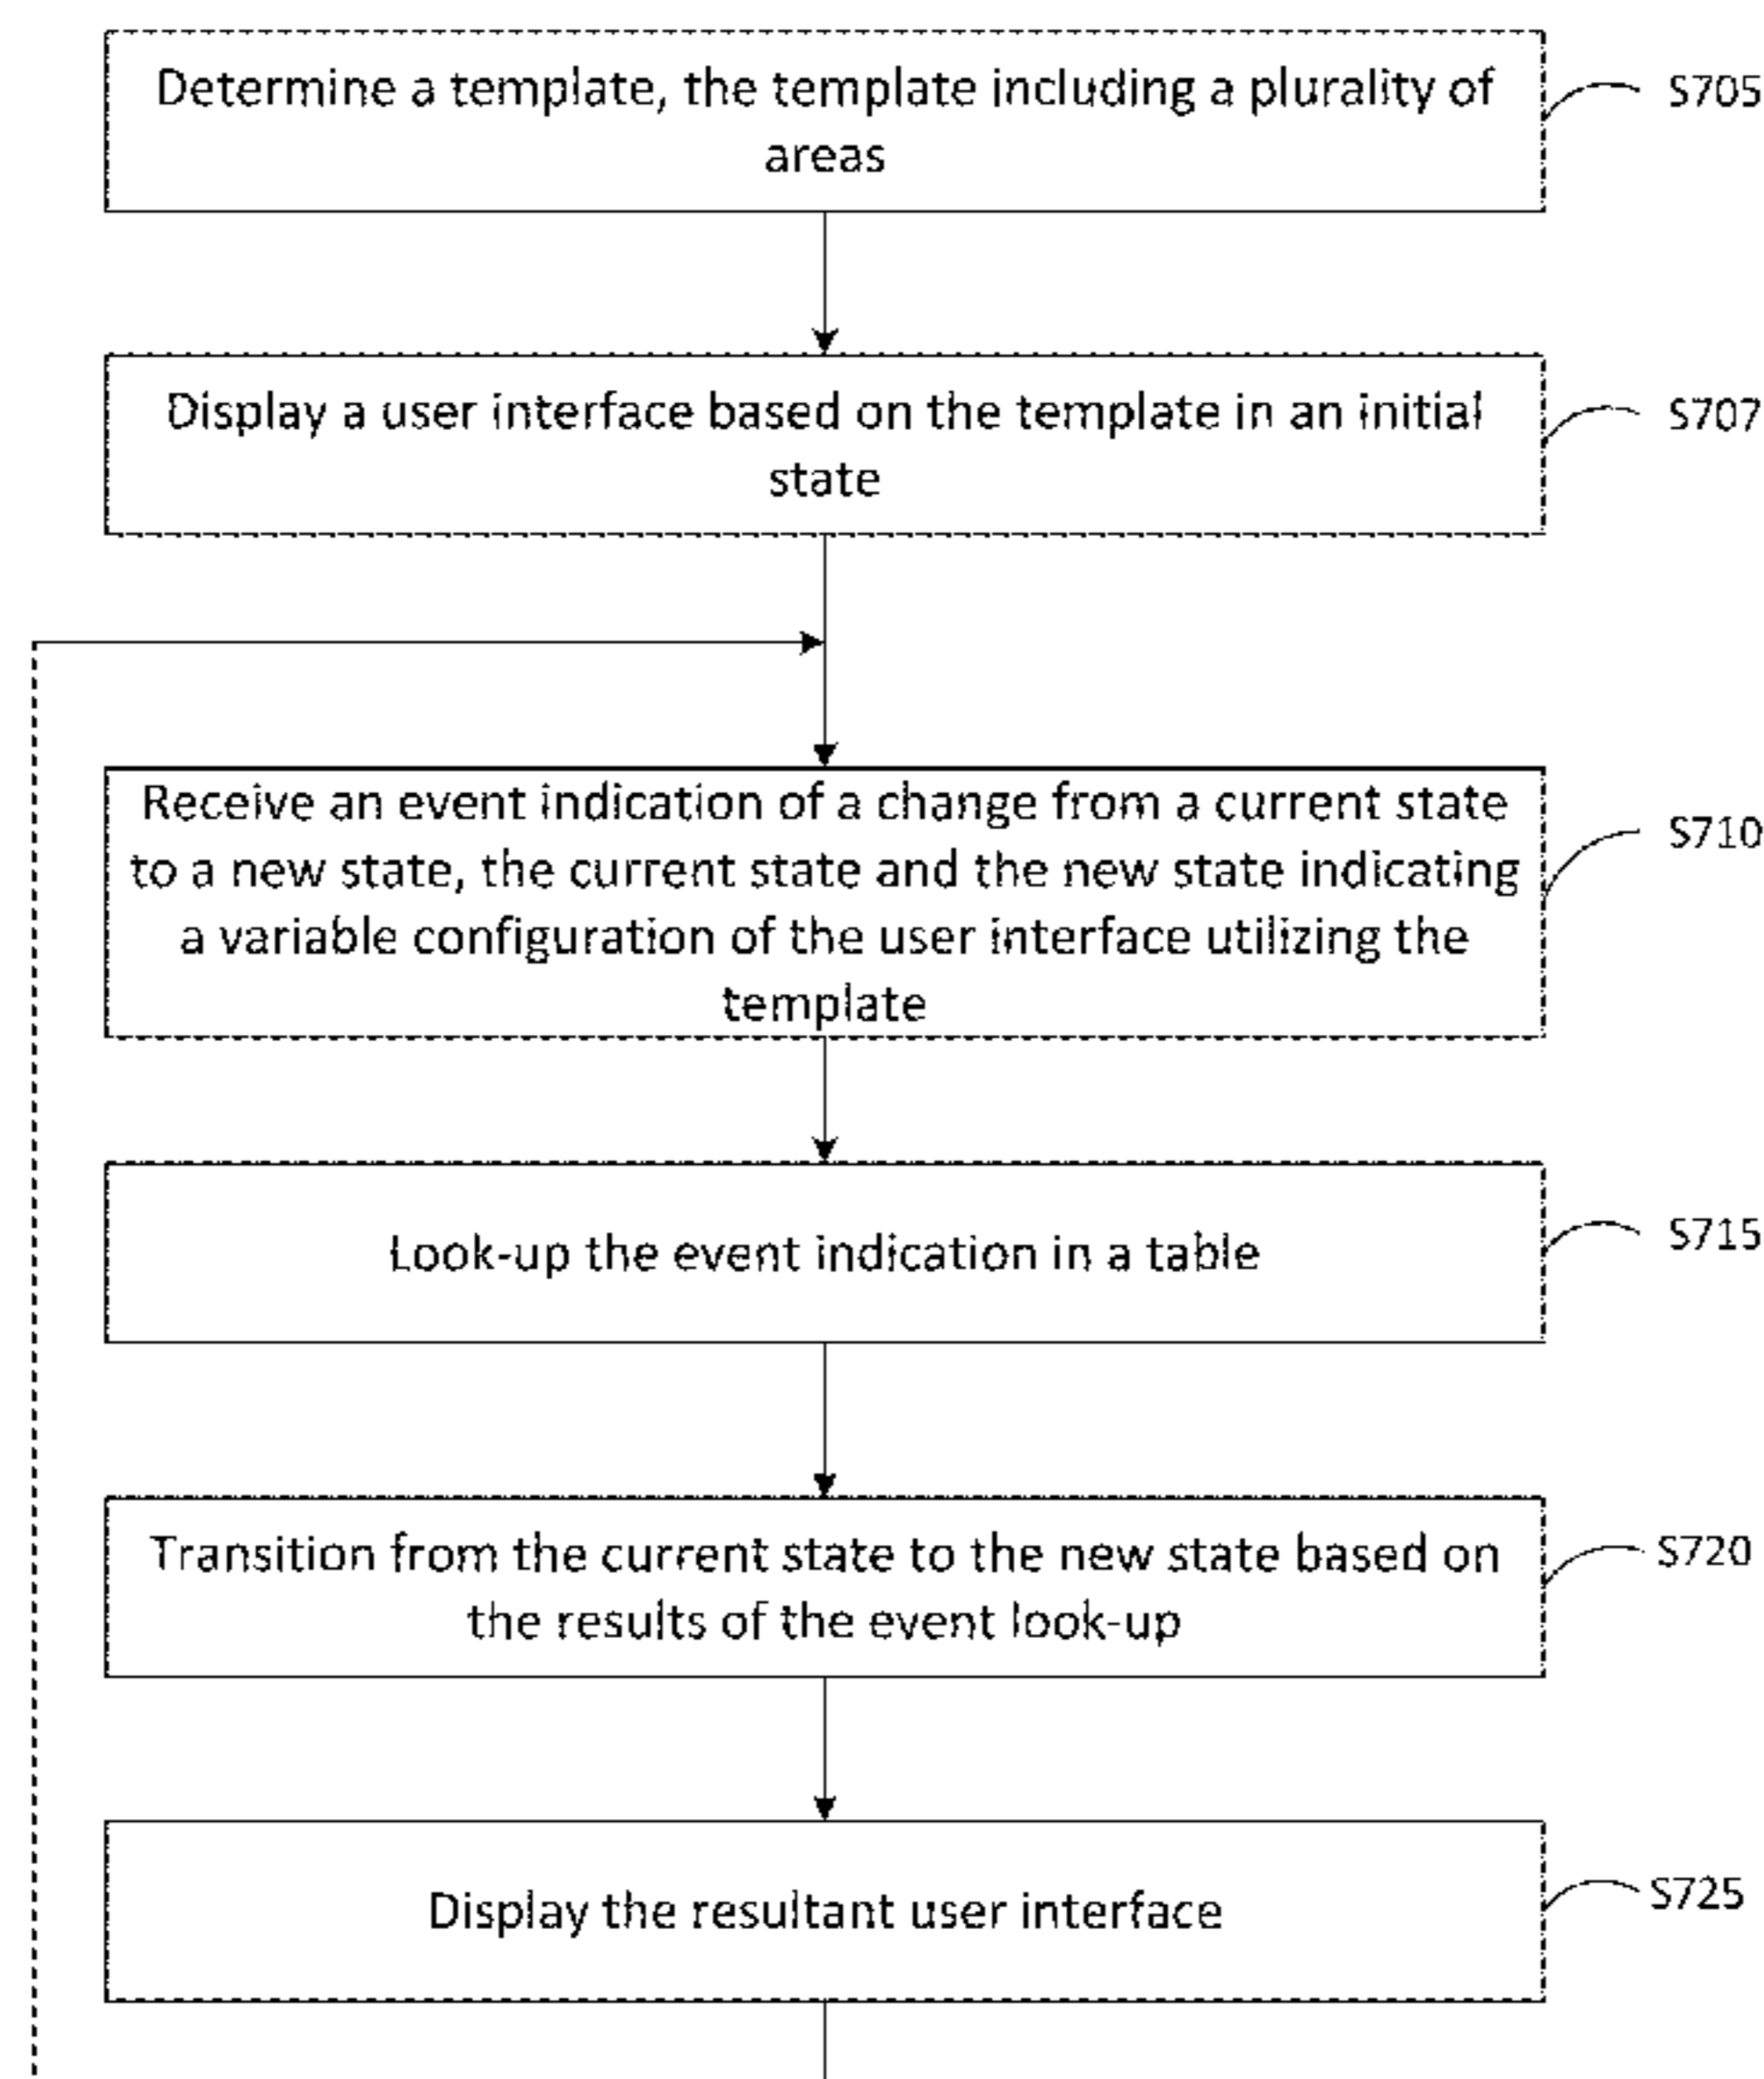 Determine a template, the template including a plurality of
areas
S705
Display a user interface based on the template in an initial
state
S707
Receive an event indication of a change from a current state
to a new state, the current state and the new state indicating
a variable configuration of the user interface utilizing the
template
S710
Look-up the event indication in a table
S715
Transition from the current state to the new state based on
the results of the event look-up
S720
Display the resultant user interface
S725